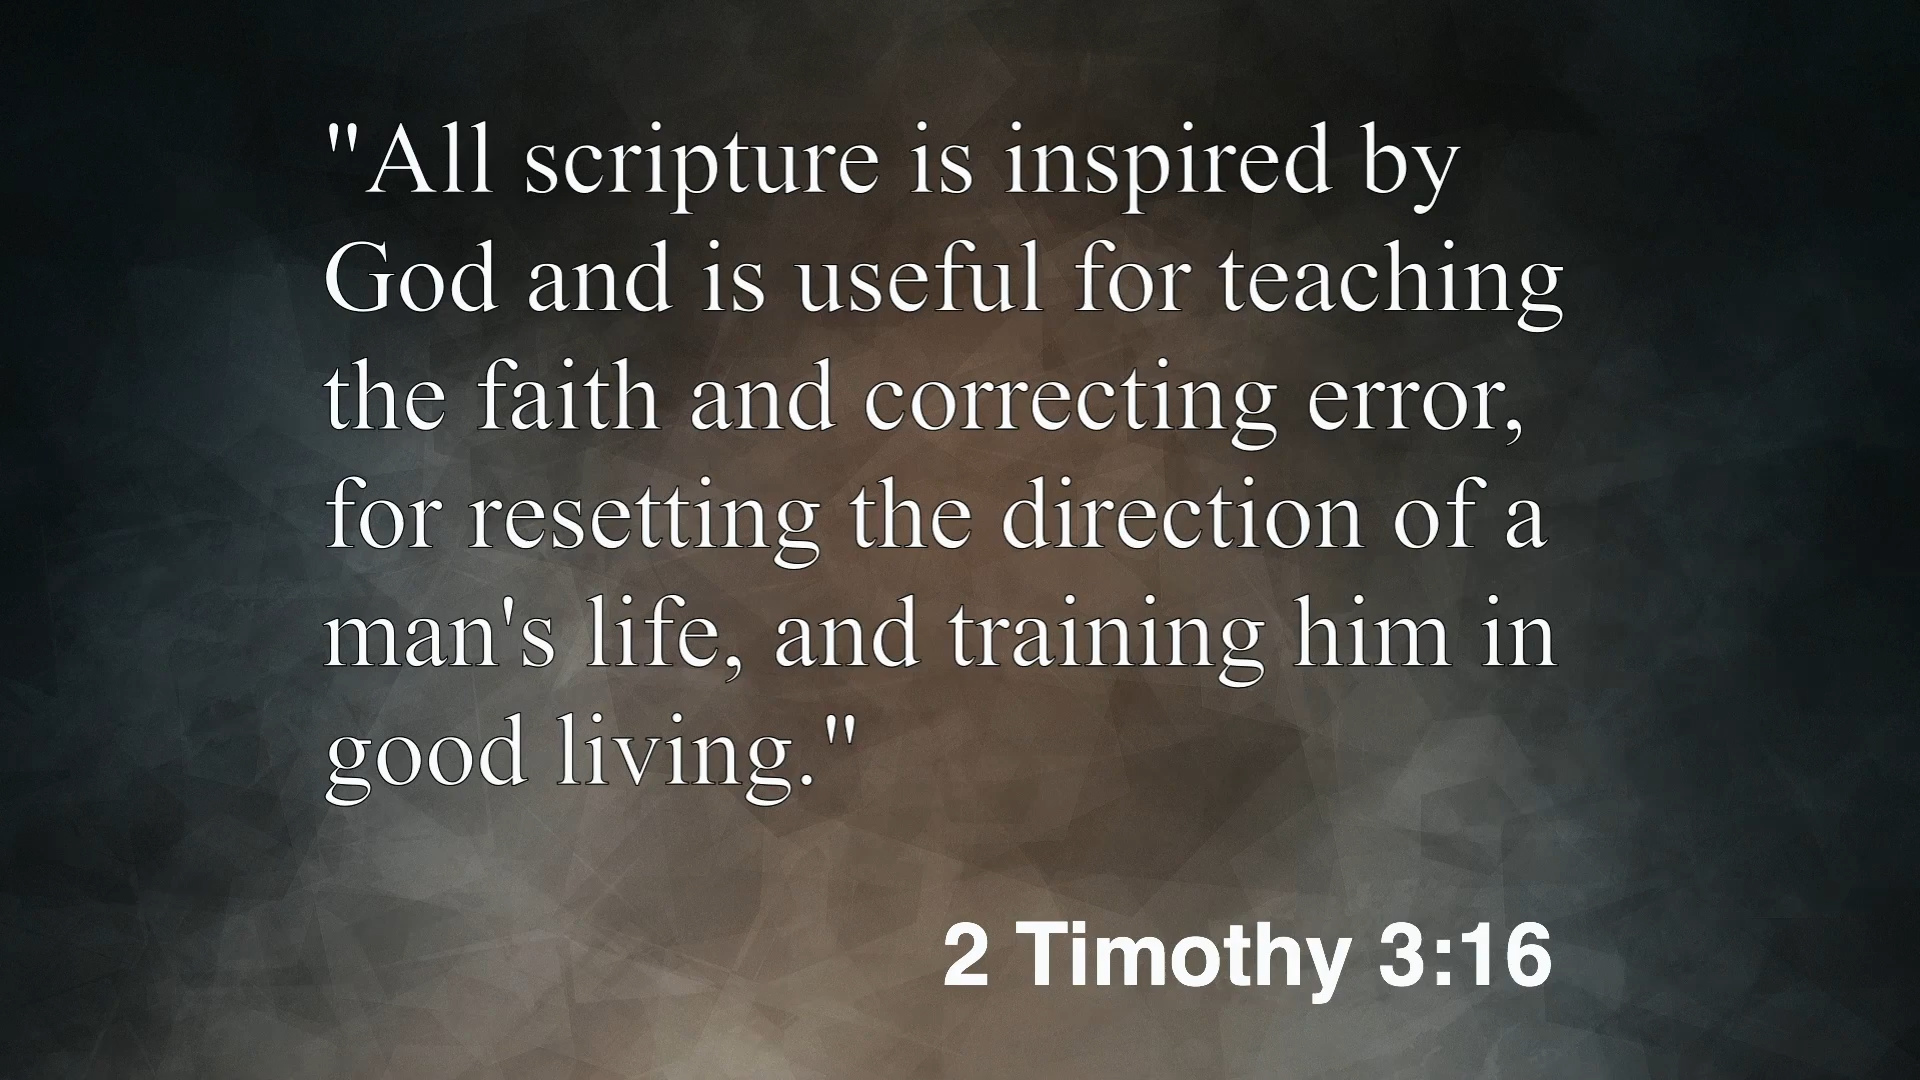 "All scripture is inspired by
God and is useful for teaching
the faith and correcting error,
for resetting the direction of a
man's life, and training him in
good living."
2 Timothy 3:16